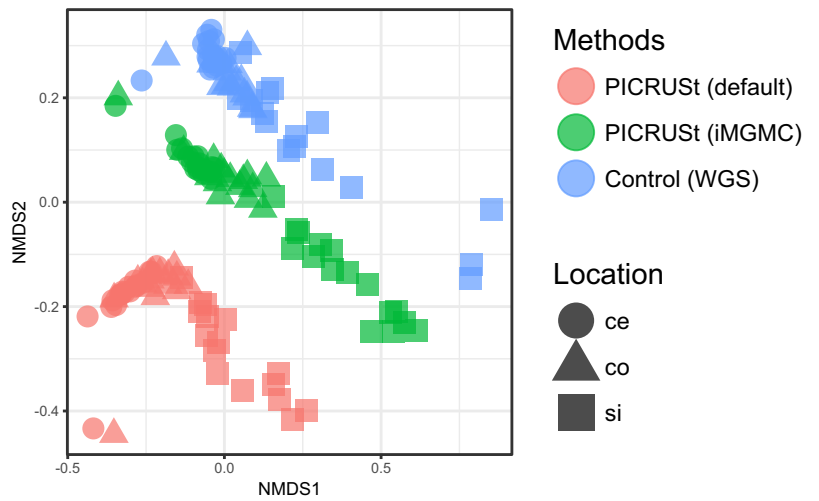 0.2
0.0
-0.2
-0.4
NMDS2
-0.5
0.0
0.5
NMDS1
Methods
PICRUSt (default)
PICRUSt (iMGMC)
Control (WGS)
Location
ce
co
si